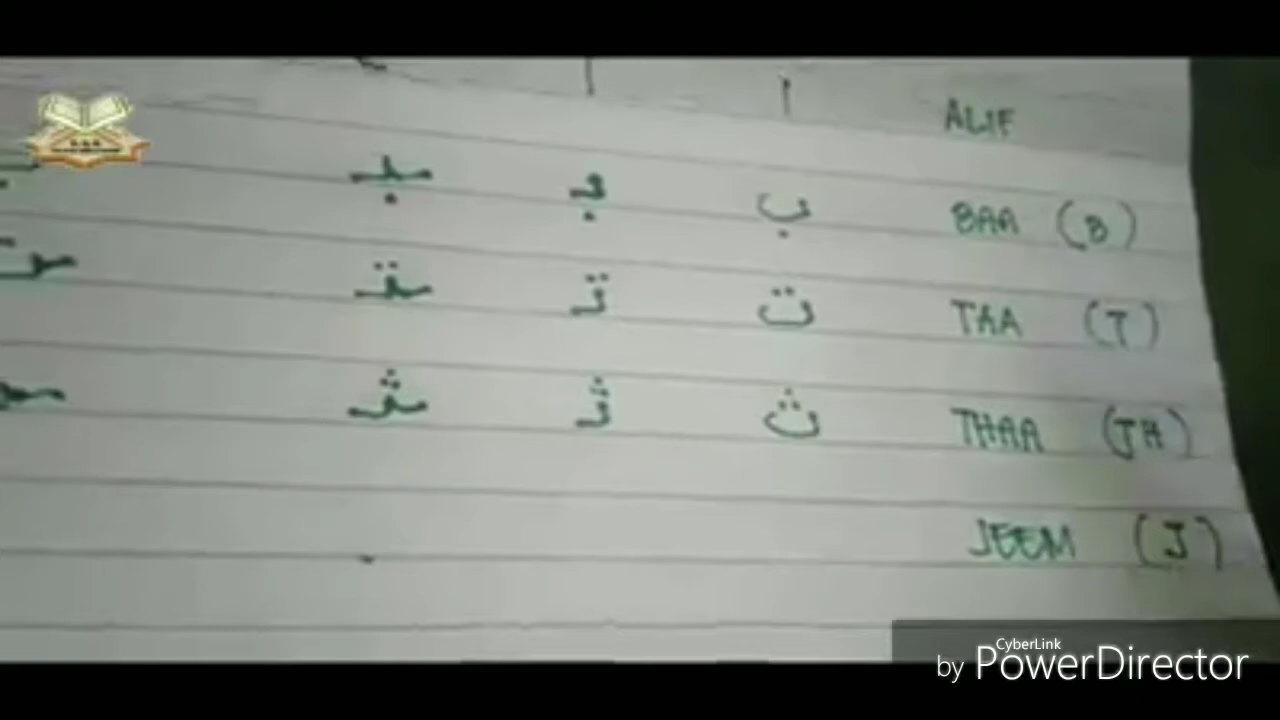 ا ا ALIF
ب بـ ـبـ BAA (B)
ت تـ ـتـ TAA (T)
ث ثـ ـثـ THAA (TH)
JEEM (J)
CyberLink
by PowerDirector